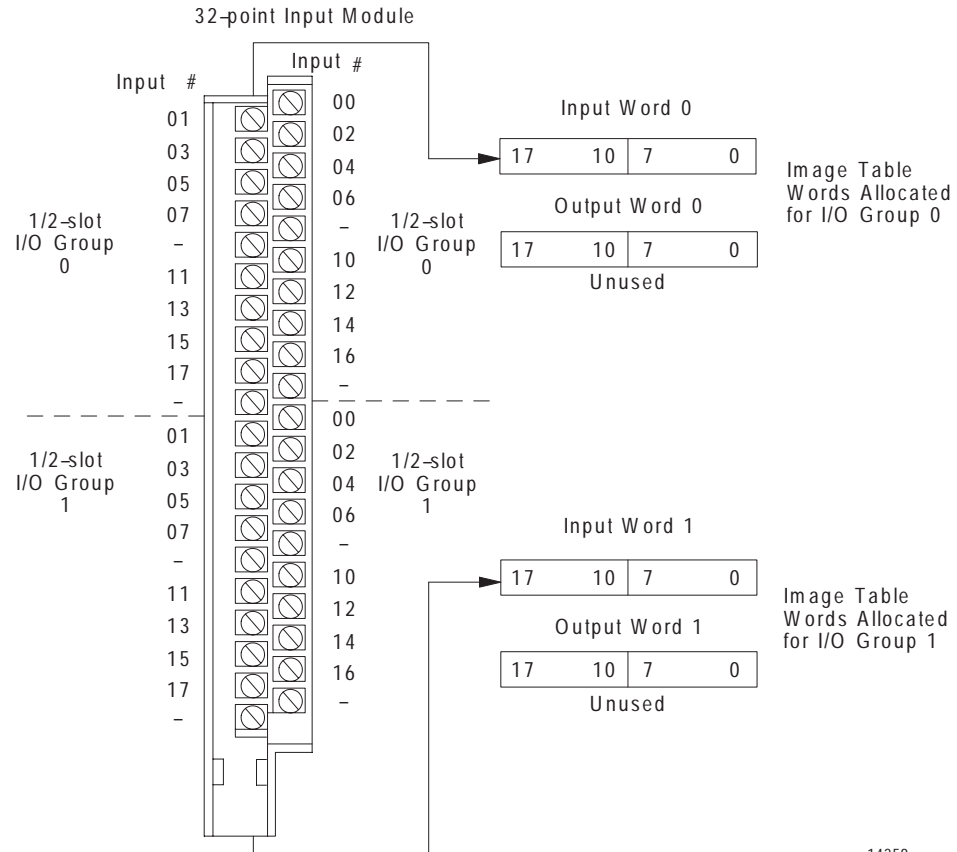 32–point Input Module
Input #
Input #
01
03
05
07
–
11
13
15
17
–
01
03
05
07
–
11
13
15
17
–
00
02
04
06
–
10
12
14
16
–
00
02
04
06
–
10
12
14
16
–
1/2–slot
I/O Group
0
1/2–slot
I/O Group
0
1/2–slot
I/O Group
1
1/2–slot
I/O Group
1
Input Word 0
17 10 7 0
Output Word 0
17 10 7 0
Unused
Image Table
Words Allocated
for I/O Group 0
Input Word 1
17 10 7 0
Output Word 1
17 10 7 0
Unused
Image Table
Words Allocated
for I/O Group 1